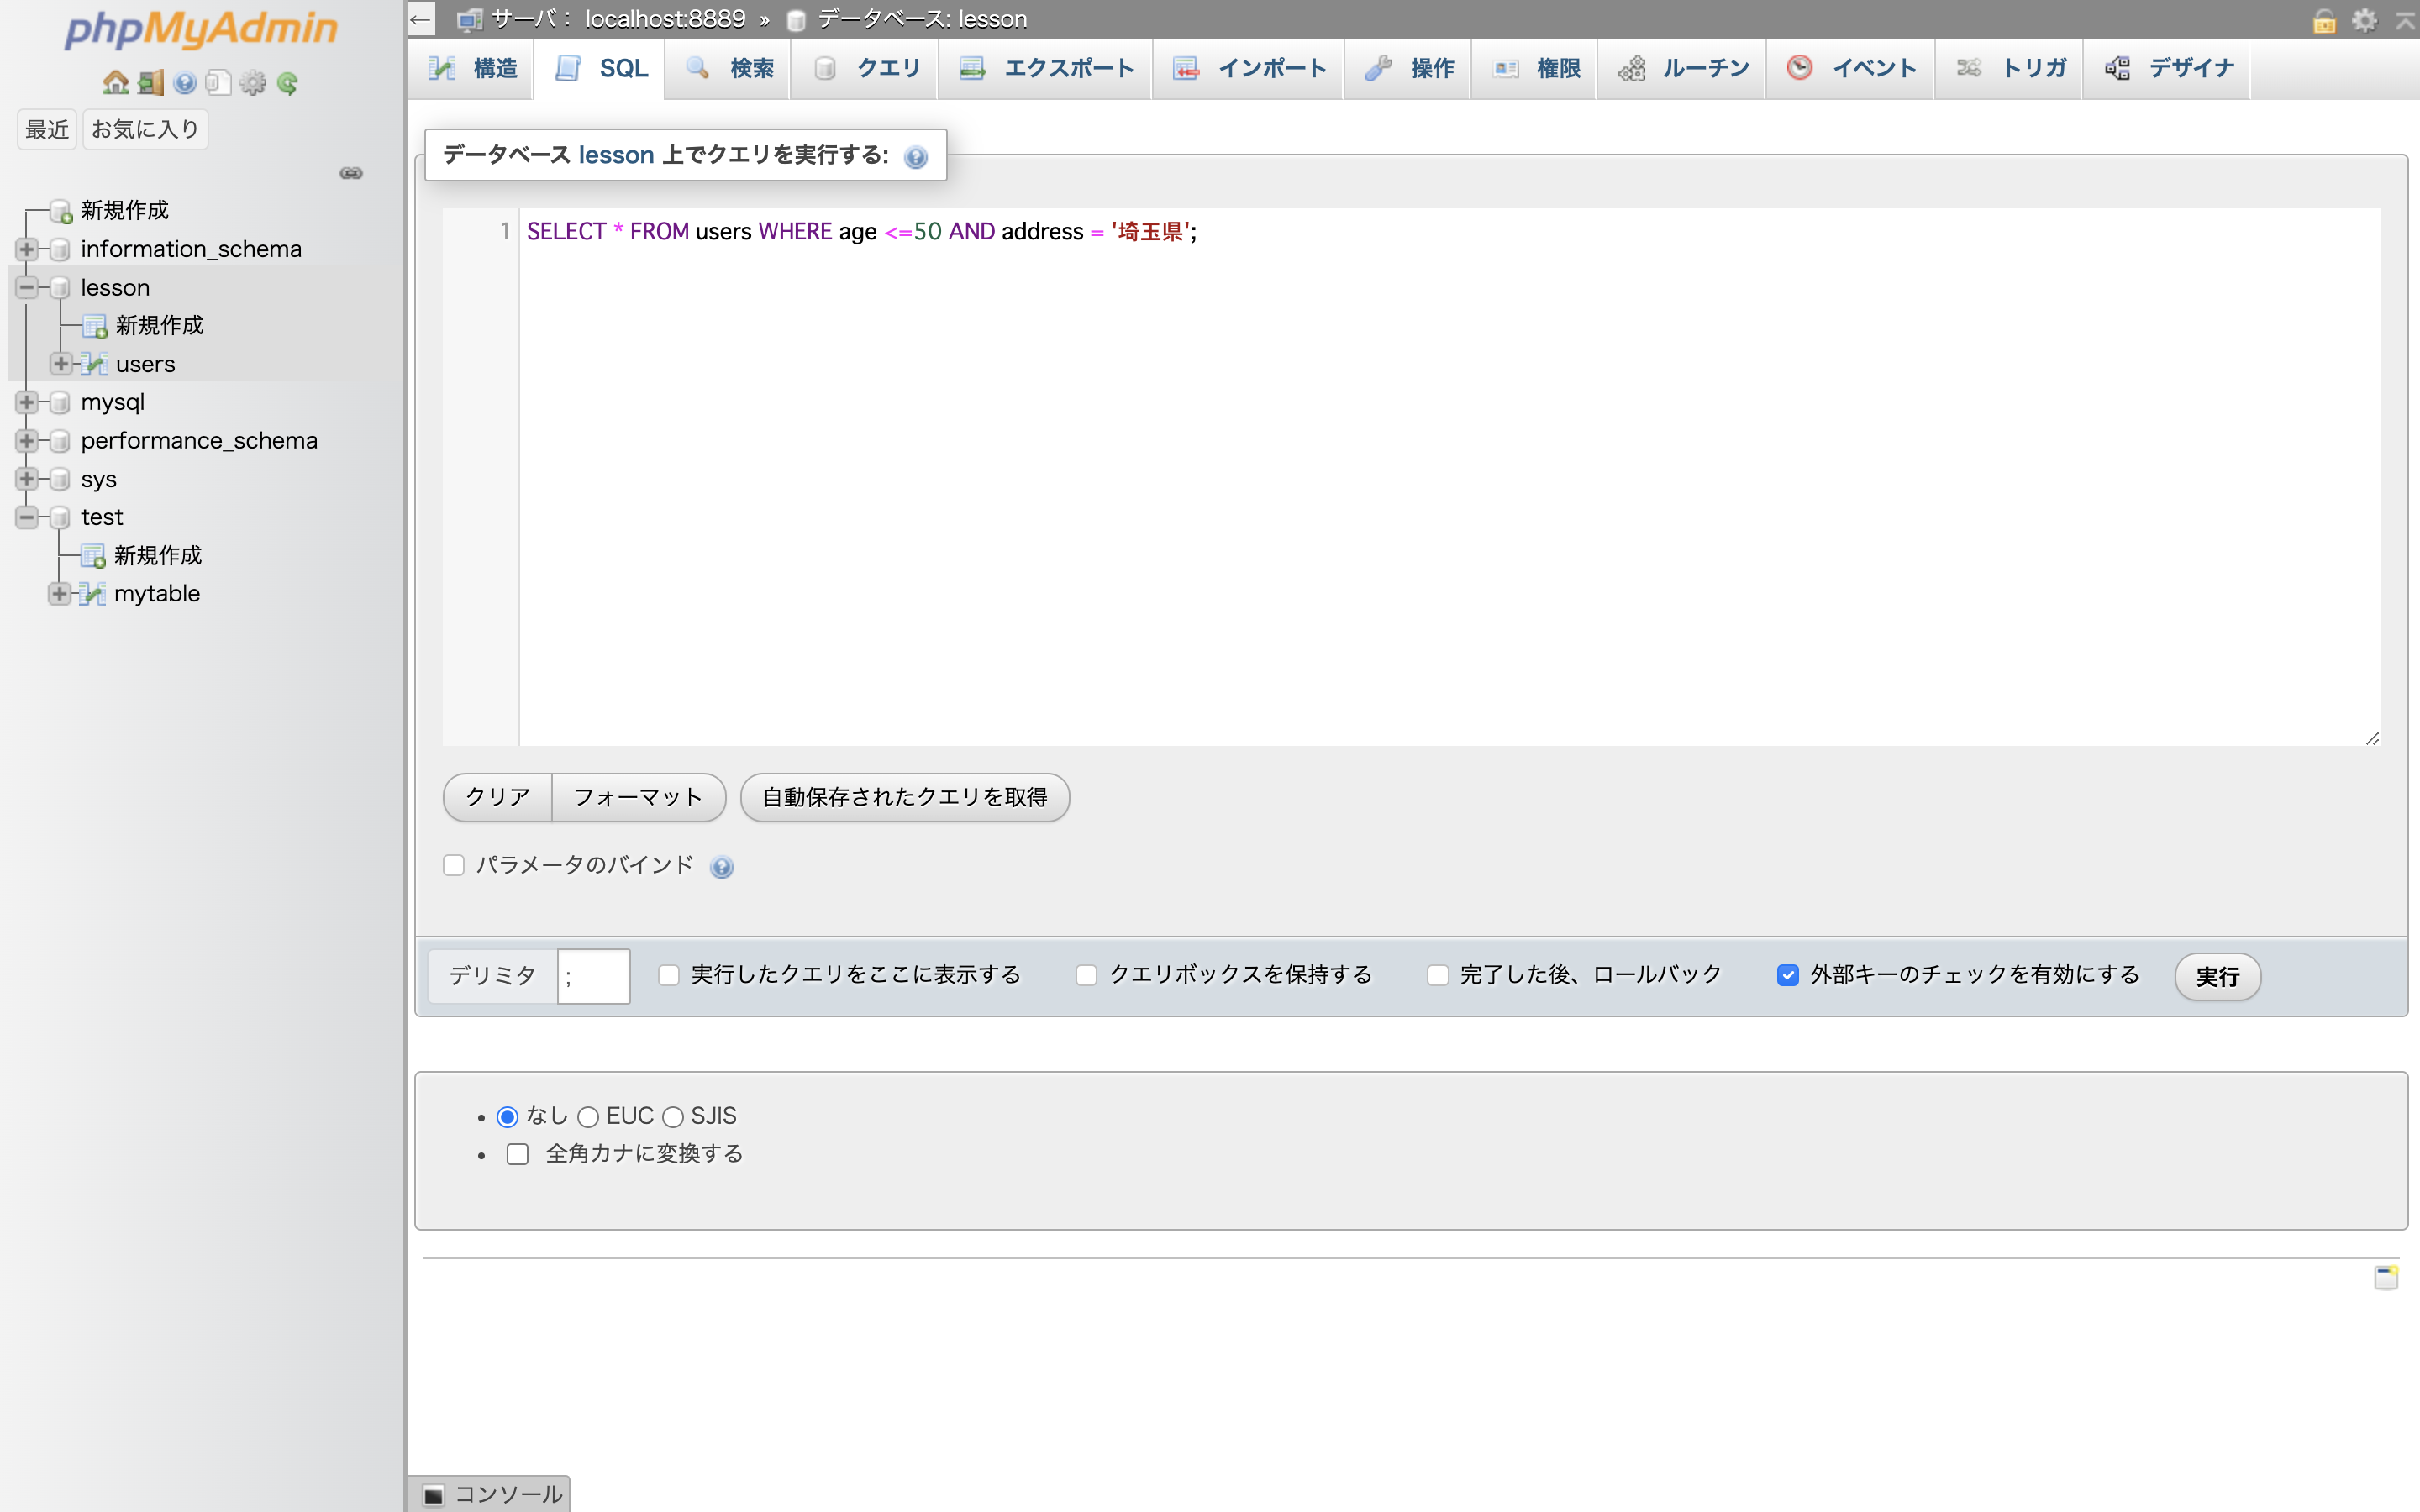 phpMyAdmin
最近 お気に入り
新規作成
information_schema
lesson
新規作成
users
mysql
performance_schema
sys
test
新規作成
mytable
サーバ： localhost:8889 » データベース: lesson
構造 SQL 検索 クエリ エクスポート インポート 操作 権限 ルーチン イベント トリガ デザイナ
データベース lesson 上でクエリを実行する:
1 SELECT * FROM users WHERE age <=50 AND address = '埼玉県';
クリア フォーマット 自動保存されたクエリを取得
パラメータのバインド
デリミタ ; 実行したクエリをここに表示する クエリボックスを保持する 完了した後、ロールバック 外部キーのチェックを有効にする 実行
なし EUC SJIS
全角カナに変換する
コンソール